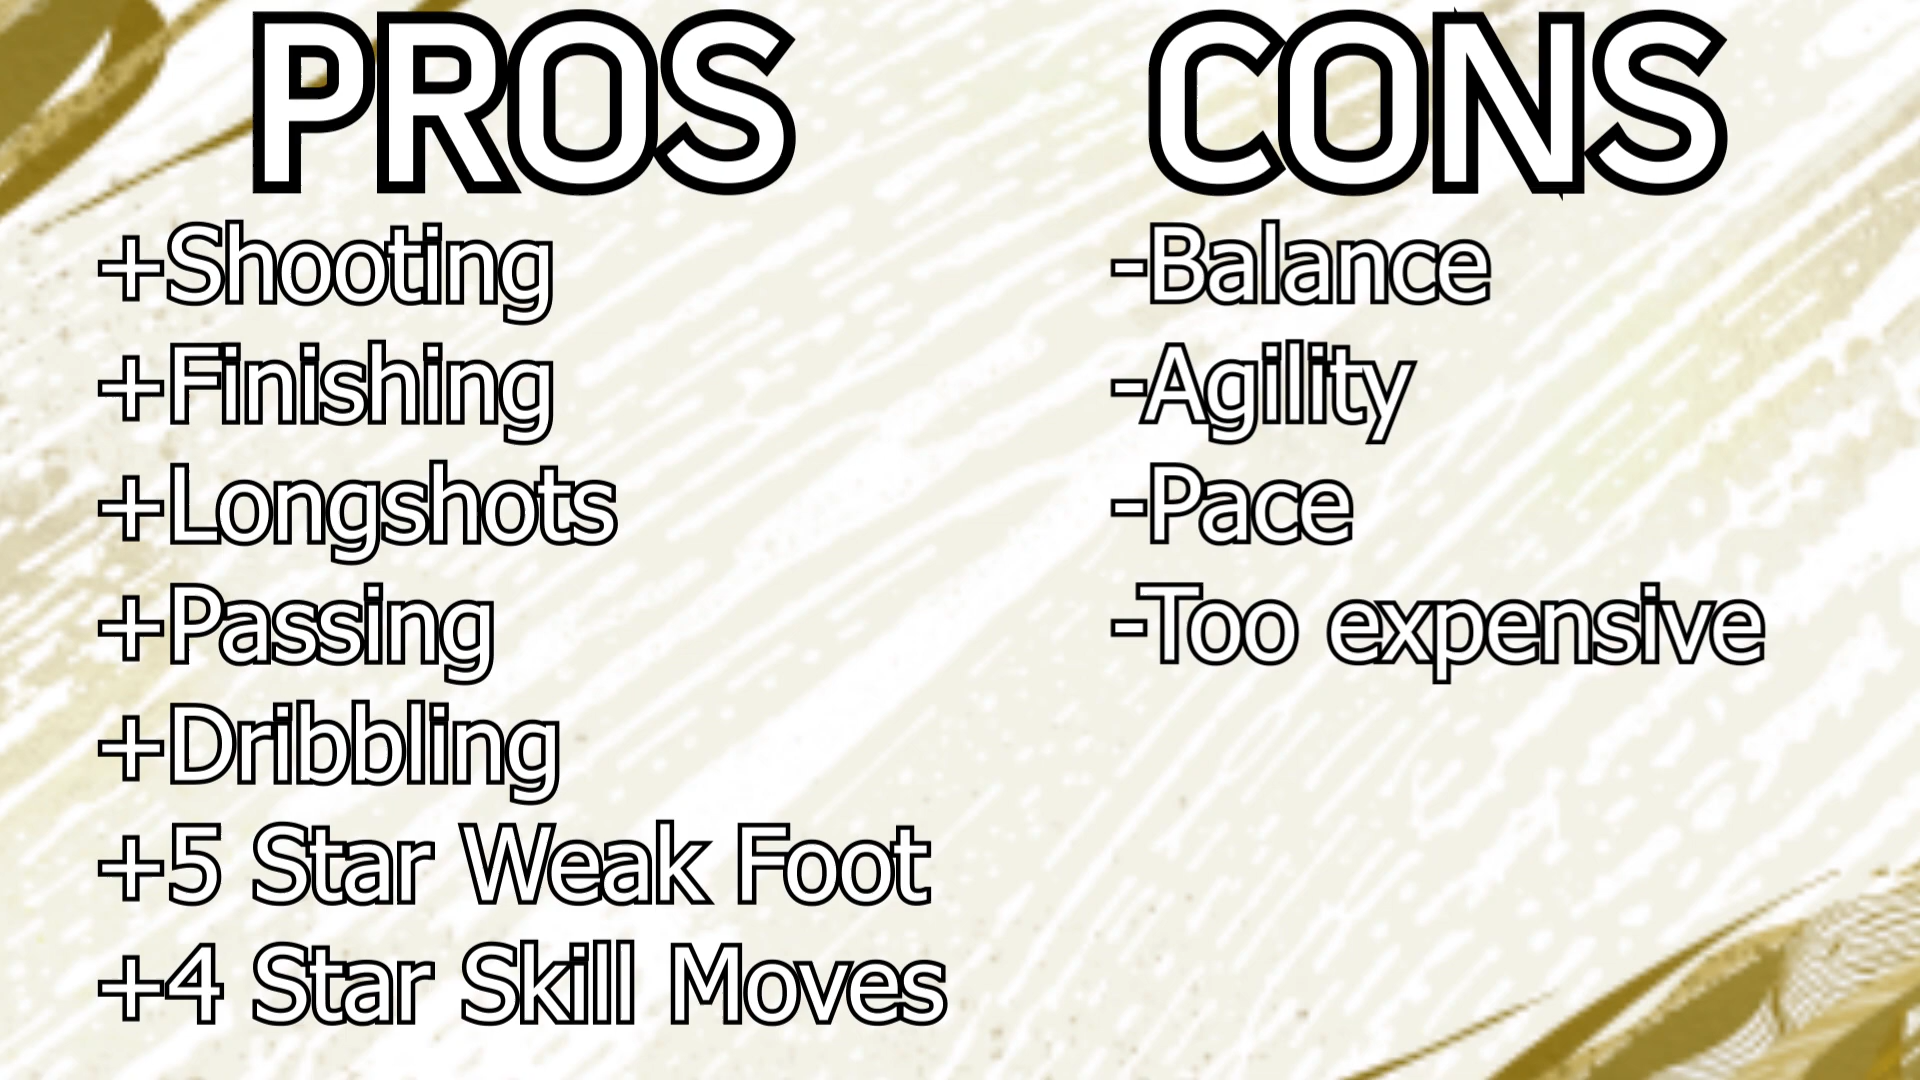 PROS
+Shooting
+Finishing
+Longshots
+Passing
+Dribbling
+5 Star Weak Foot
+4 Star Skill Moves
CONS
-Balance
-Agility
-Pace
-Too expensive